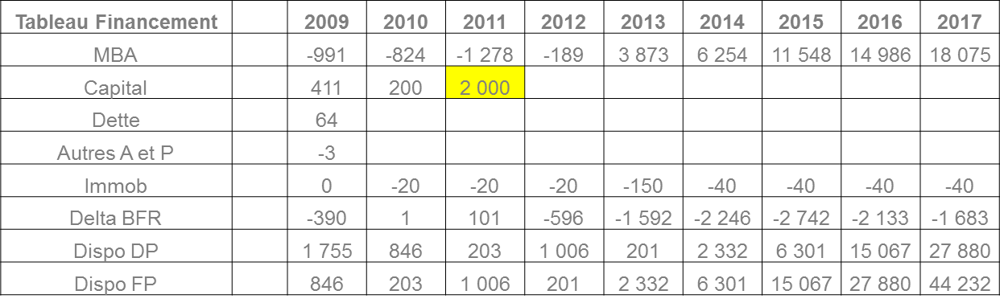 Tableau Financement 2009 2010 2011 2012 2013 2014 2015 2016 2017
MBA -991 -824 -1 278 -189 3 873 6 254 11 548 14 986 18 075
Capital 411 200 2 000
Dette 64
Autres A et P -3
Immob 0 -20 -20 -20 -150 -40 -40 -40 -40
Delta BFR -390 1 101 -596 -1 592 -2 246 -2 742 -2 133 -1 683
Dispo DP 1 755 846 203 1 006 201 2 332 6 301 15 067 27 880
Dispo FP 846 203 1 006 201 2 332 6 301 15 067 27 880 44 232